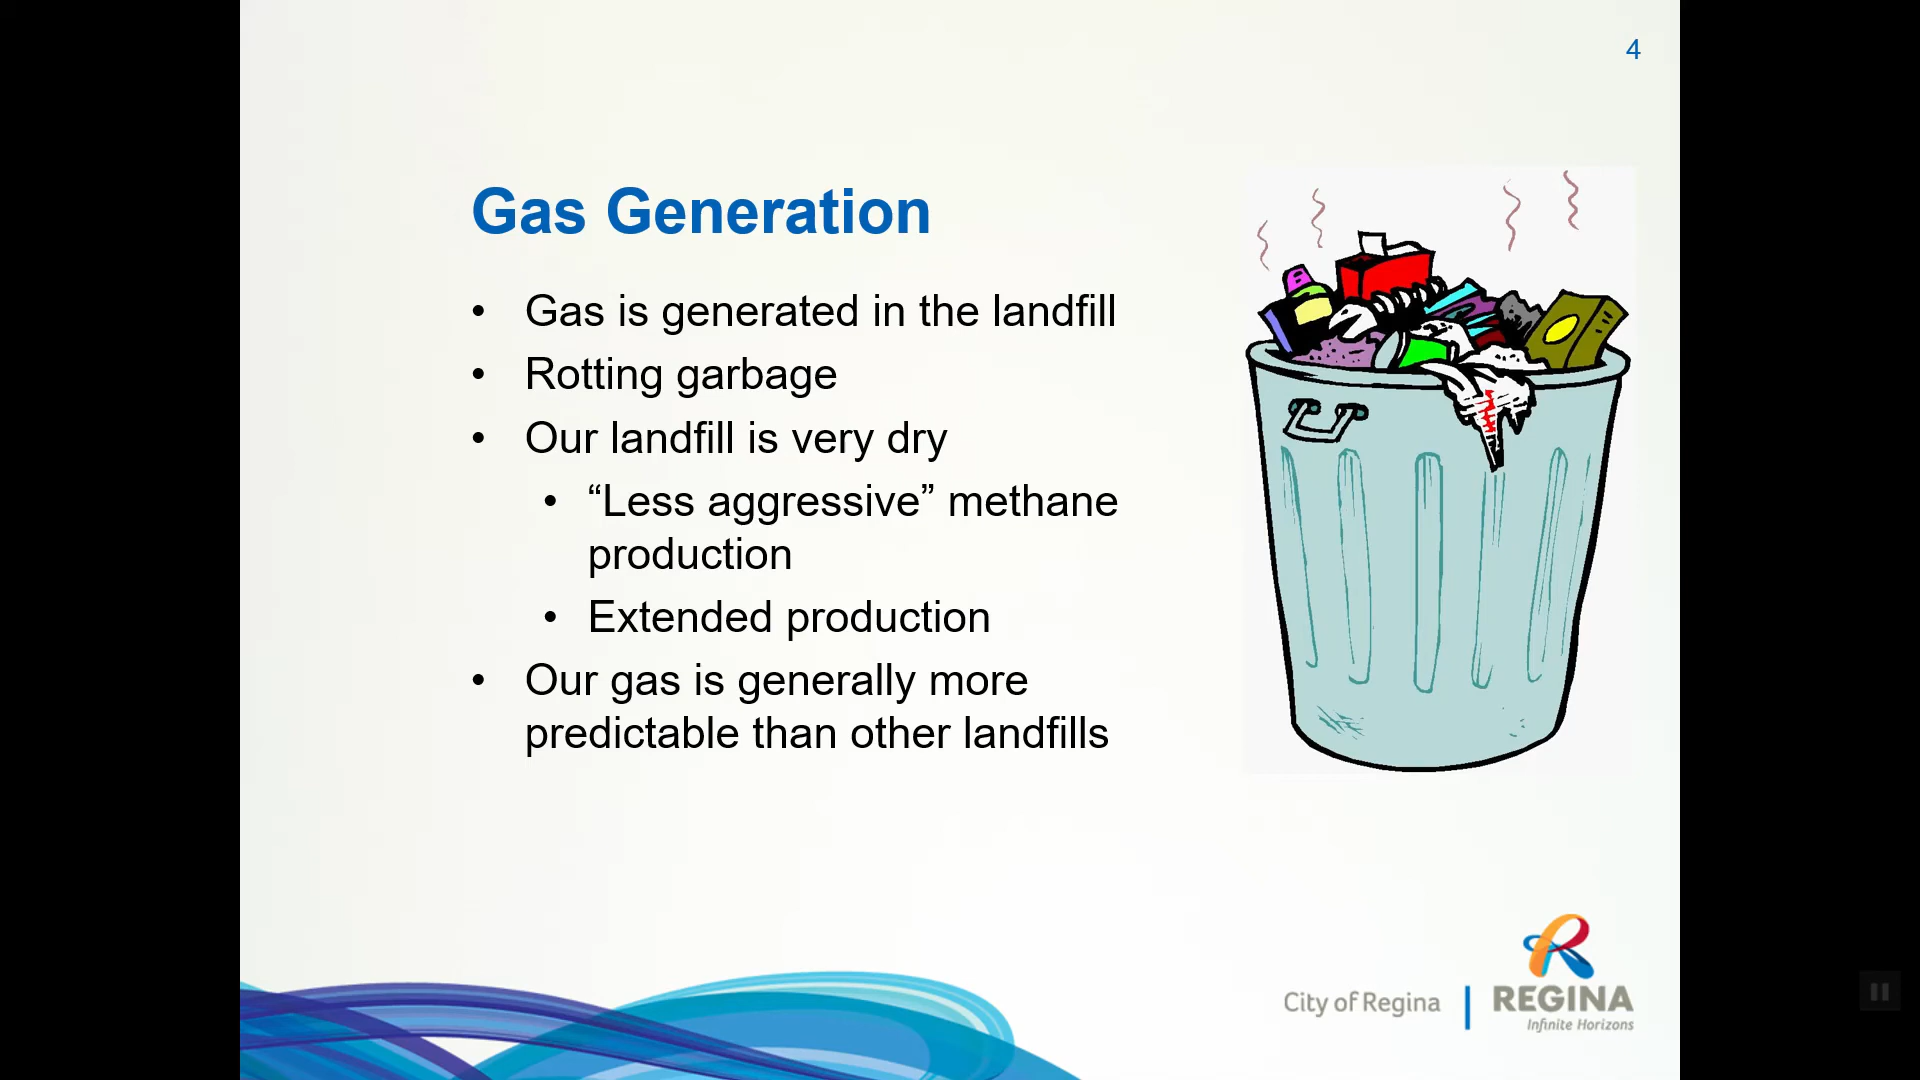 4
Gas Generation
• Gas is generated in the landfill
• Rotting garbage
• Our landfill is very dry
• “Less aggressive” methane
production
• Extended production
• Our gas is generally more
predictable than other landfills
City of Regina
REGINA
Infinite Horizons